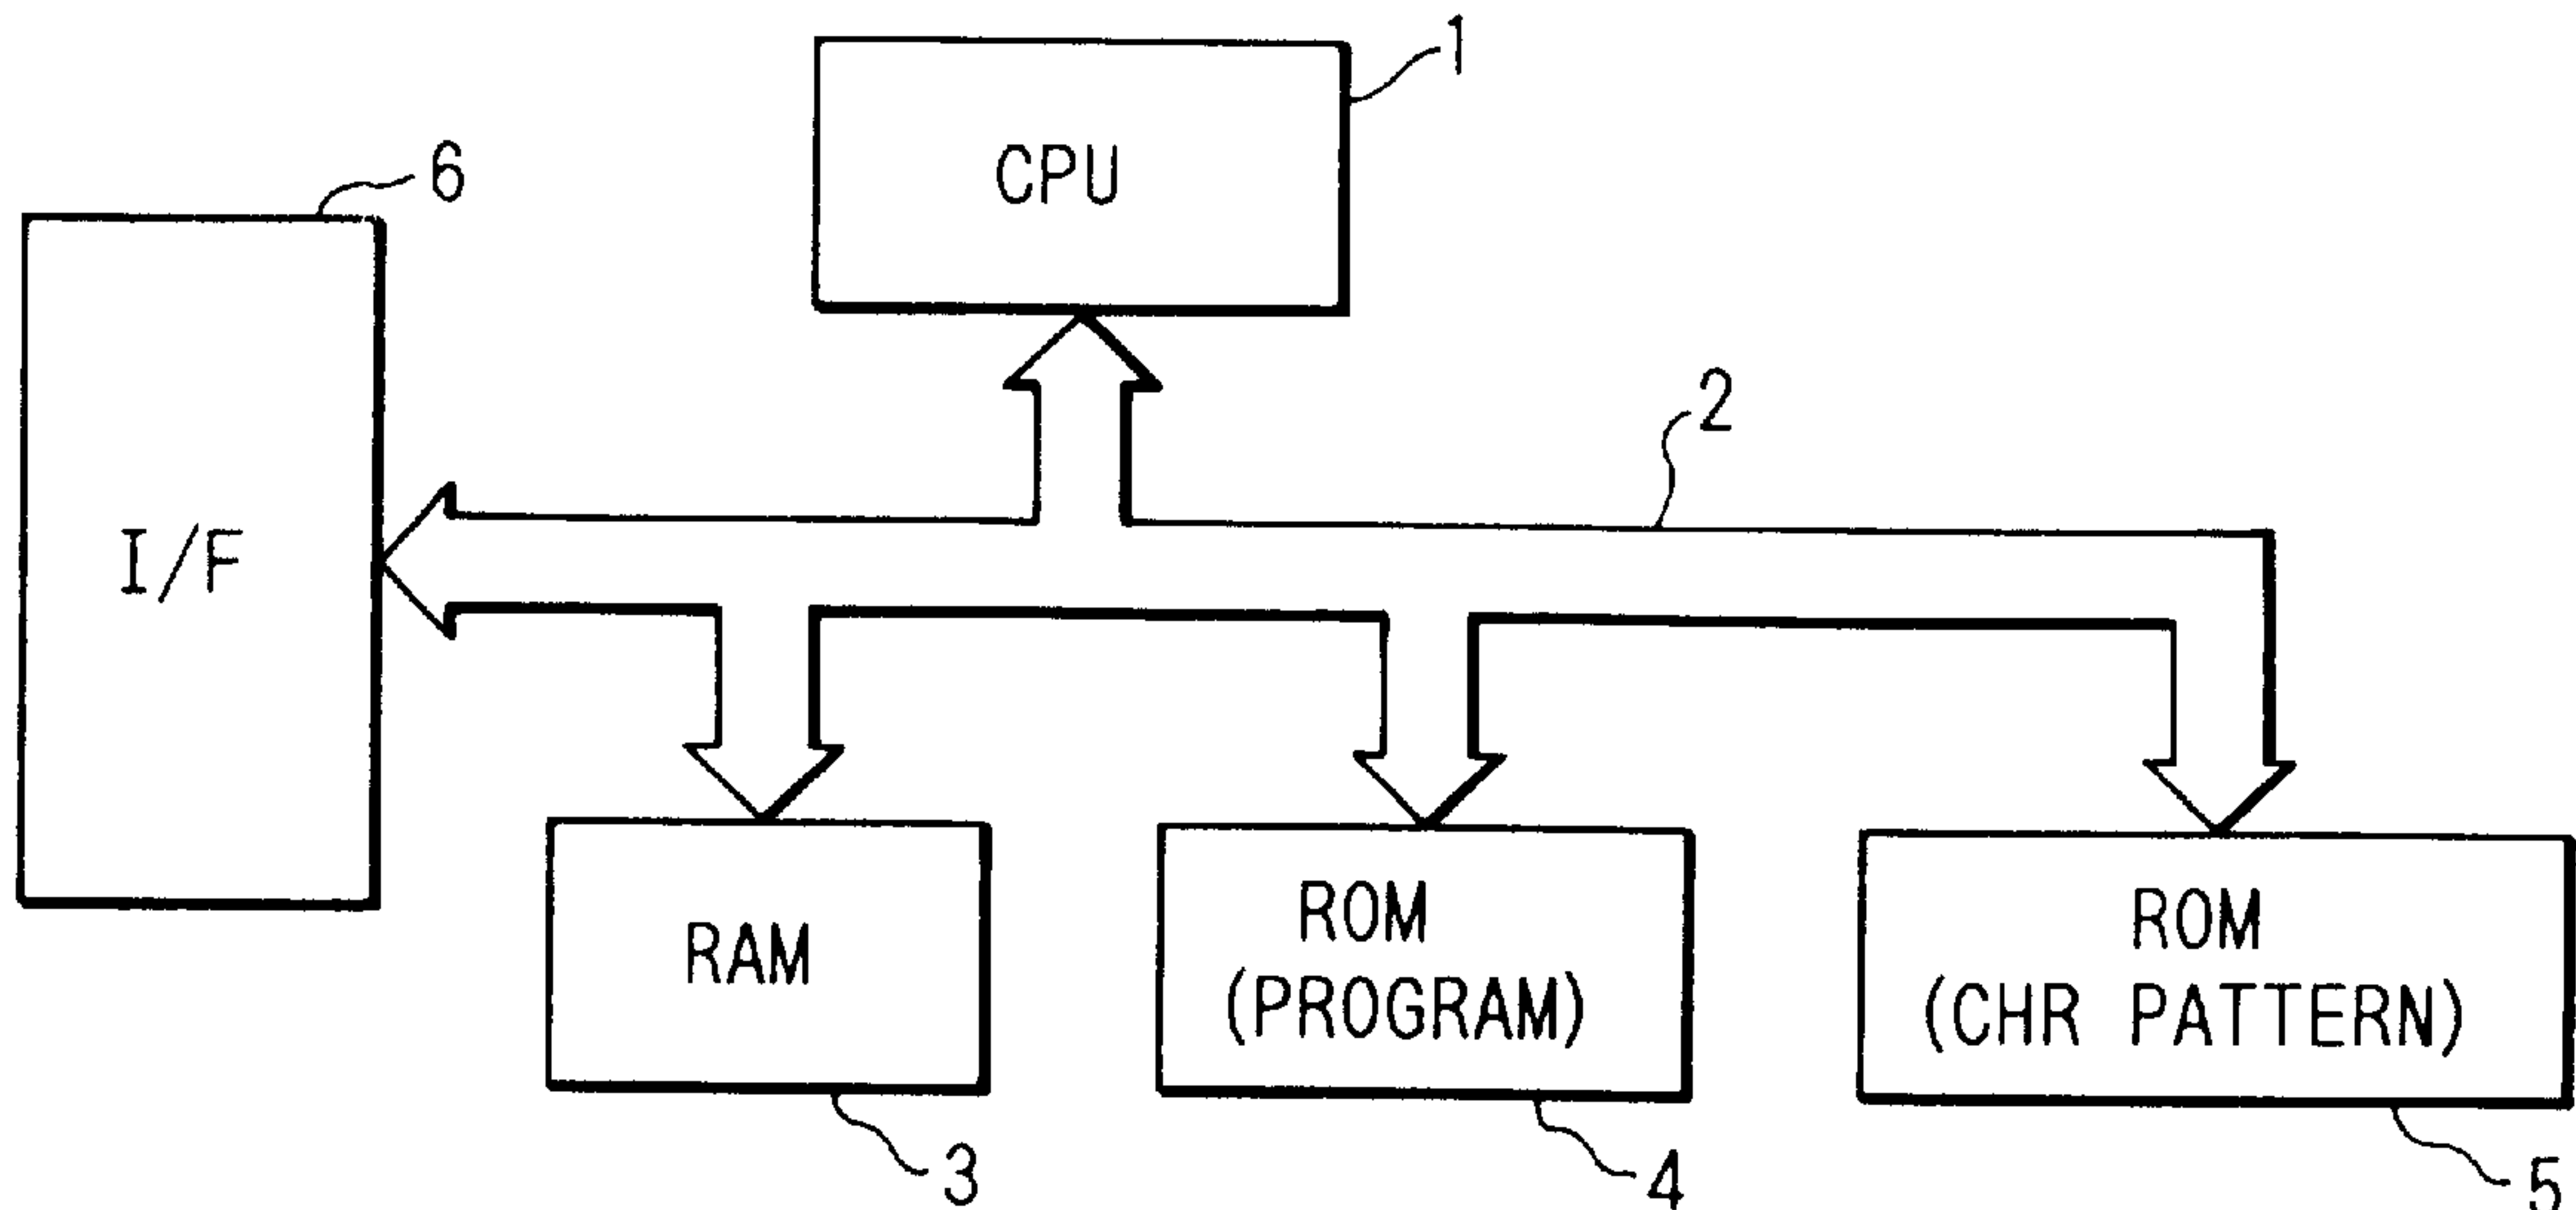 1
CPU
6
2
I/F
RAM
ROM
(PROGRAM)
ROM
(CHR PATTERN)
3
4
5